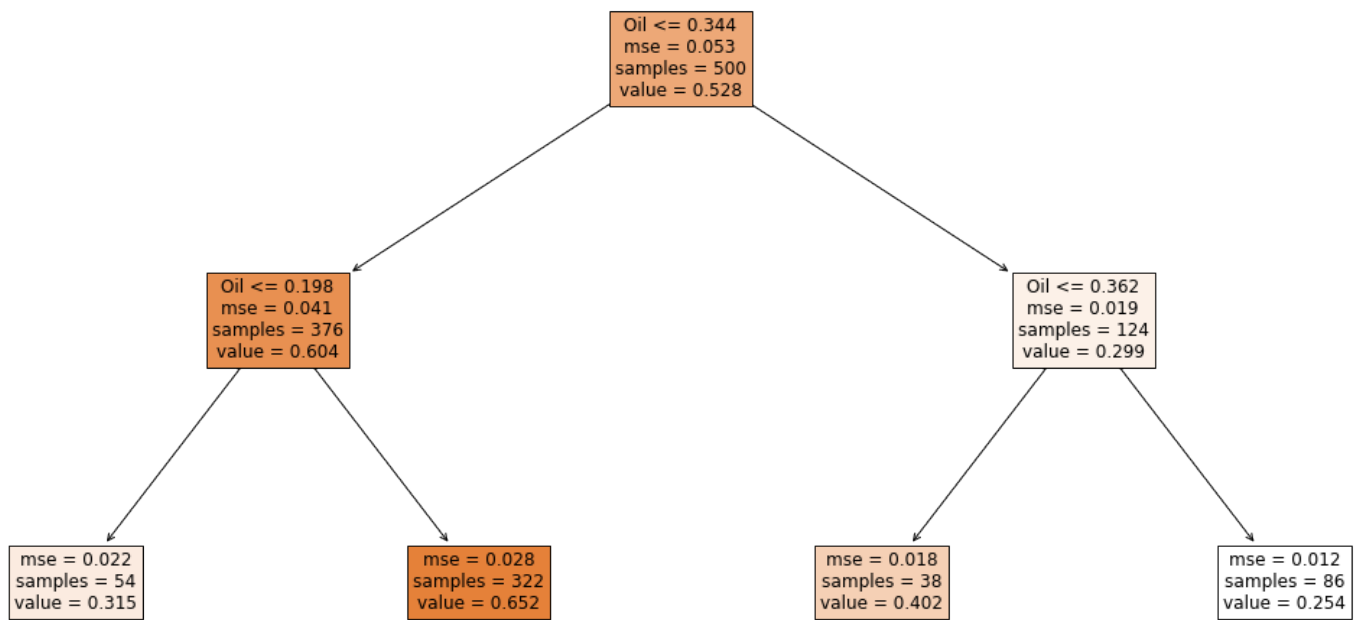 Oil <= 0.344
mse = 0.053
samples = 500
value = 0.528
Oil <= 0.198
mse = 0.041
samples = 376
value = 0.604
Oil <= 0.362
mse = 0.019
samples = 124
value = 0.299
mse = 0.022
samples = 54
value = 0.315
mse = 0.028
samples = 322
value = 0.652
mse = 0.018
samples = 38
value = 0.402
mse = 0.012
samples = 86
value = 0.254